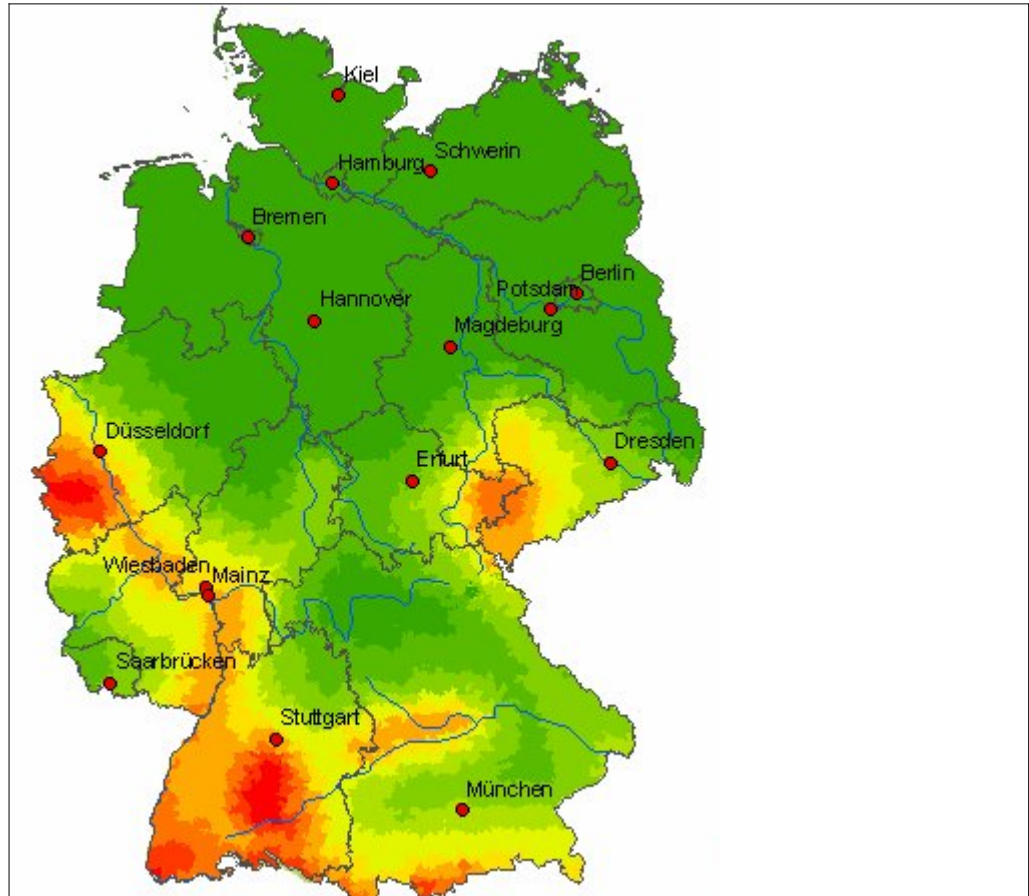 Kiel
Schwerin
Hamburg
Bremen
Berlin
Potsdam
Hannover
Magdeburg
Düsseldorf
Dresden
Erfurt
Wiesbaden
Mainz
Saarbrücken
Stuttgart
München